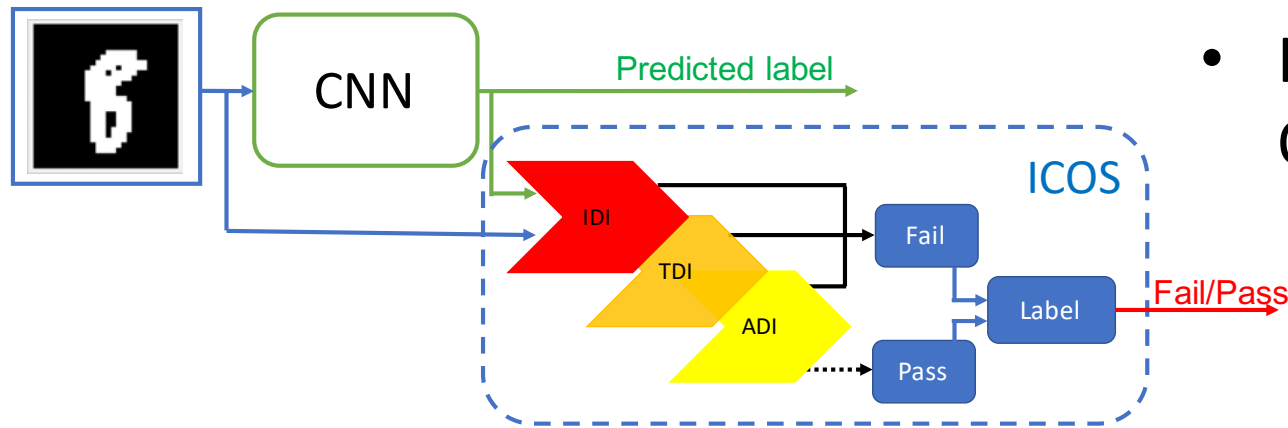 CNN
Predicted label
•
ICOS
IDI
TDI
ADI
Fail
Pass
Label
Fail/Pass